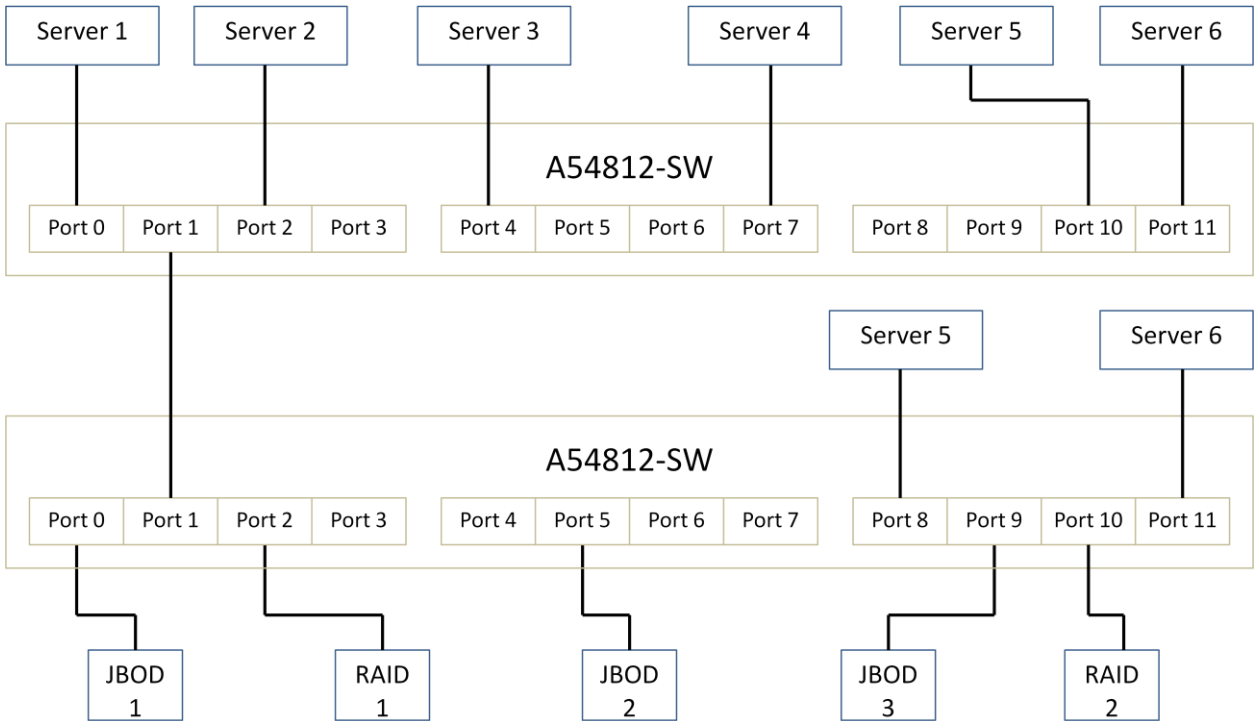 Server 1 Server 2 Server 3 Server 4 Server 5 Server 6
A54812-SW
Port 0 Port 1 Port 2 Port 3 Port 4 Port 5 Port 6 Port 7 Port 8 Port 9 Port 10 Port 11
Server 5 Server 6
A54812-SW
Port 0 Port 1 Port 2 Port 3 Port 4 Port 5 Port 6 Port 7 Port 8 Port 9 Port 10 Port 11
JBOD RAID JBOD JBOD RAID
1 1 2 3 2